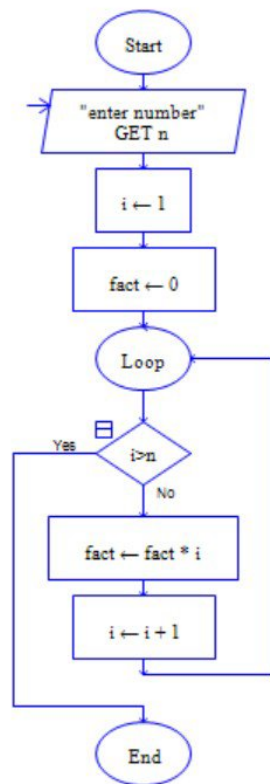 Start
"enter number"
GET n
i ← 1
fact ← 0
Loop
Yes
i>n
No
fact ← fact * i
i ← i + 1
End